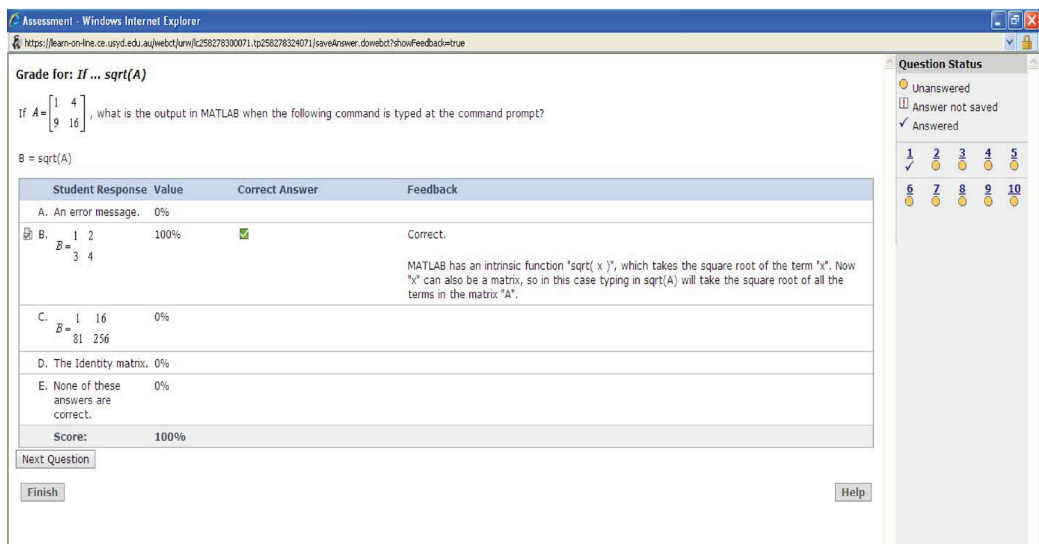 Assessment - Windows Internet Explorer
https://learn-on-line.ce.usyd.edu.au/webct/urw/lc258278300071.tp258278324071/saveAnswer.dowebct?showFeedback=true
Grade for: If ... sqrt(A)
If A = [1 4
9 16], what is the output in MATLAB when the following command is typed at the command prompt?
B = sqrt(A)
Student Response Value Correct Answer Feedback
A. An error message. 0%
B. B = 1 2
3 4 100% Correct.
MATLAB has an intrinsic function "sqrt( x )", which takes the square root of the term "x". Now
"x" can also be a matrix, so in this case typing in sqrt(A) will take the square root of all the
terms in the matrix "A".
C. B = 1 16
81 256 0%
D. The Identity matrix. 0%
E. None of these 0%
answers are
correct.
Score: 100%
Next Question
Finish
Help
Question Status
Unanswered
Answer not saved
Answered
1 2 3 4 5
6 7 8 9 10